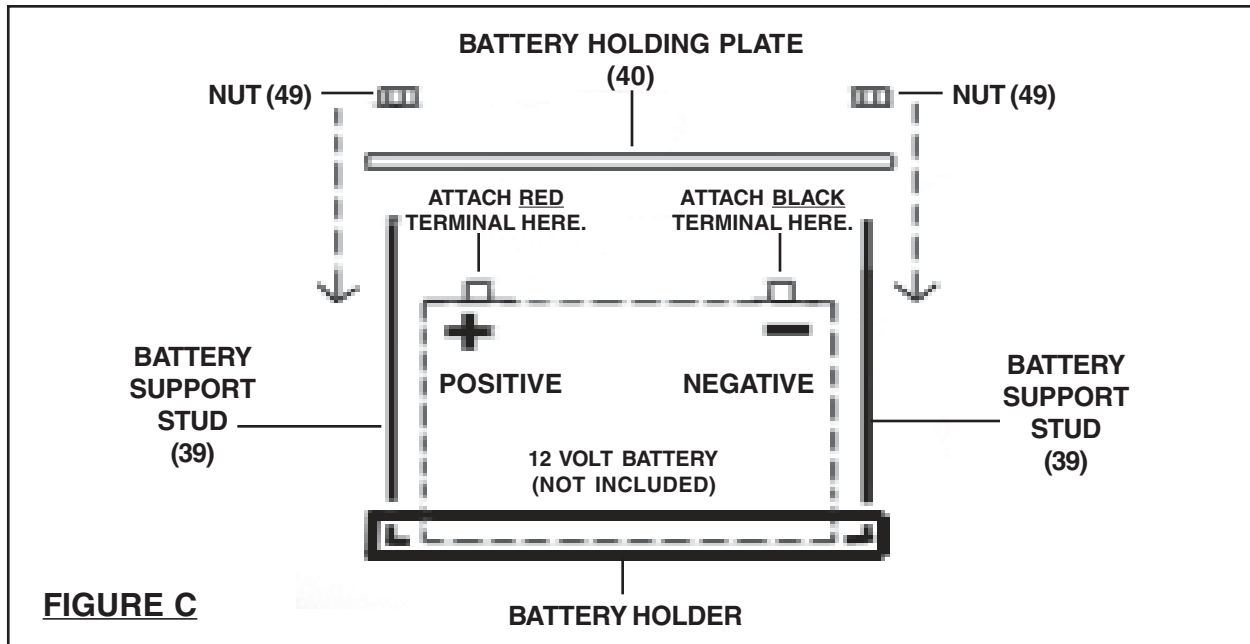 BATTERY HOLDING PLATE
(40)
NUT (49)
NUT (49)
ATTACH RED
TERMINAL HERE.
ATTACH BLACK
TERMINAL HERE.
+
−
POSITIVE
NEGATIVE
BATTERY
SUPPORT
STUD
(39)
BATTERY
SUPPORT
STUD
(39)
12 VOLT BATTERY
(NOT INCLUDED)
BATTERY HOLDER
FIGURE C